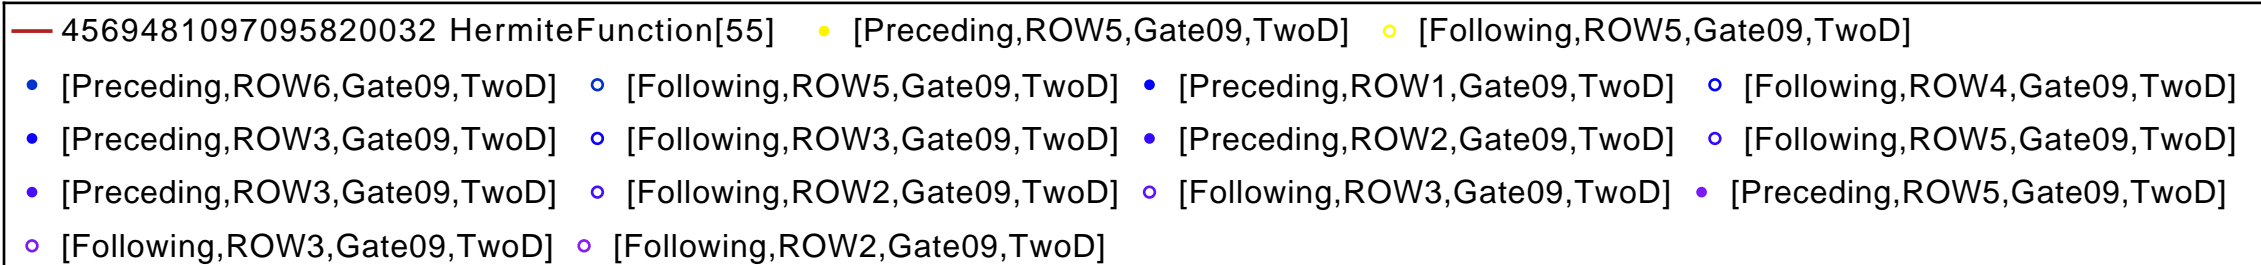 4569481097095820032 HermiteFunction[55] [Preceding,ROW5,Gate09,TwoD] [Following,ROW5,Gate09,TwoD]
[Preceding,ROW6,Gate09,TwoD] [Following,ROW5,Gate09,TwoD] [Preceding,ROW1,Gate09,TwoD] [Following,ROW4,Gate09,TwoD]
[Preceding,ROW3,Gate09,TwoD] [Following,ROW3,Gate09,TwoD] [Preceding,ROW2,Gate09,TwoD] [Following,ROW5,Gate09,TwoD]
[Preceding,ROW3,Gate09,TwoD] [Following,ROW2,Gate09,TwoD] [Following,ROW3,Gate09,TwoD] [Preceding,ROW5,Gate09,TwoD]
[Following,ROW3,Gate09,TwoD] [Following,ROW2,Gate09,TwoD]